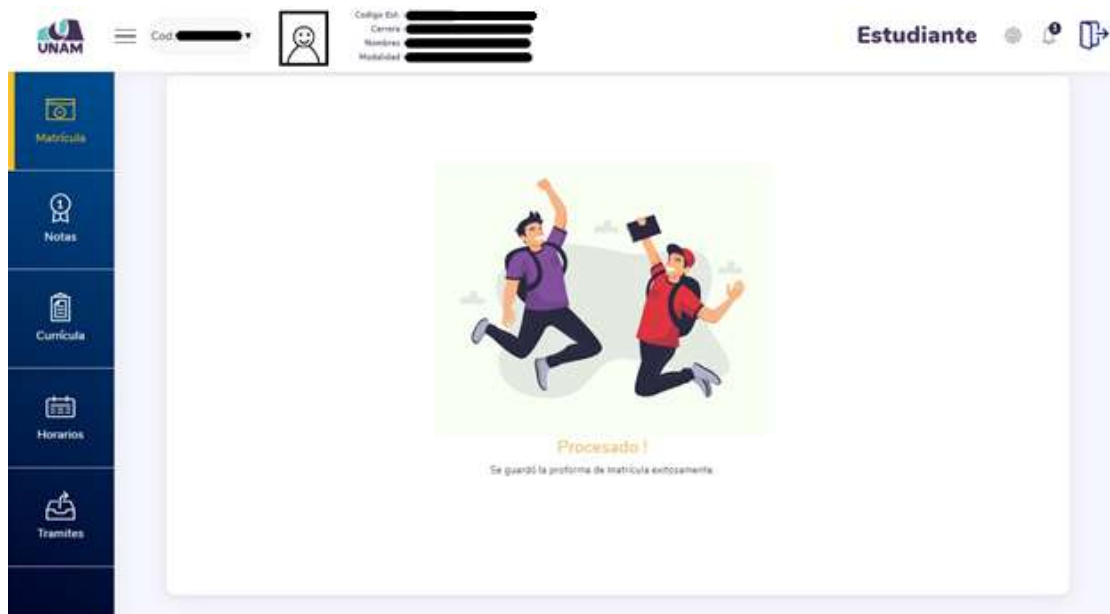 UNAM
Cod
Codigo Est.
Carrera
Nombres
Modalidad
Estudiante
Matrícula
Notas
Currícula
Horarios
Tramites
1
Procesado !
Se guardó la proforma de matrícula exitosamente.